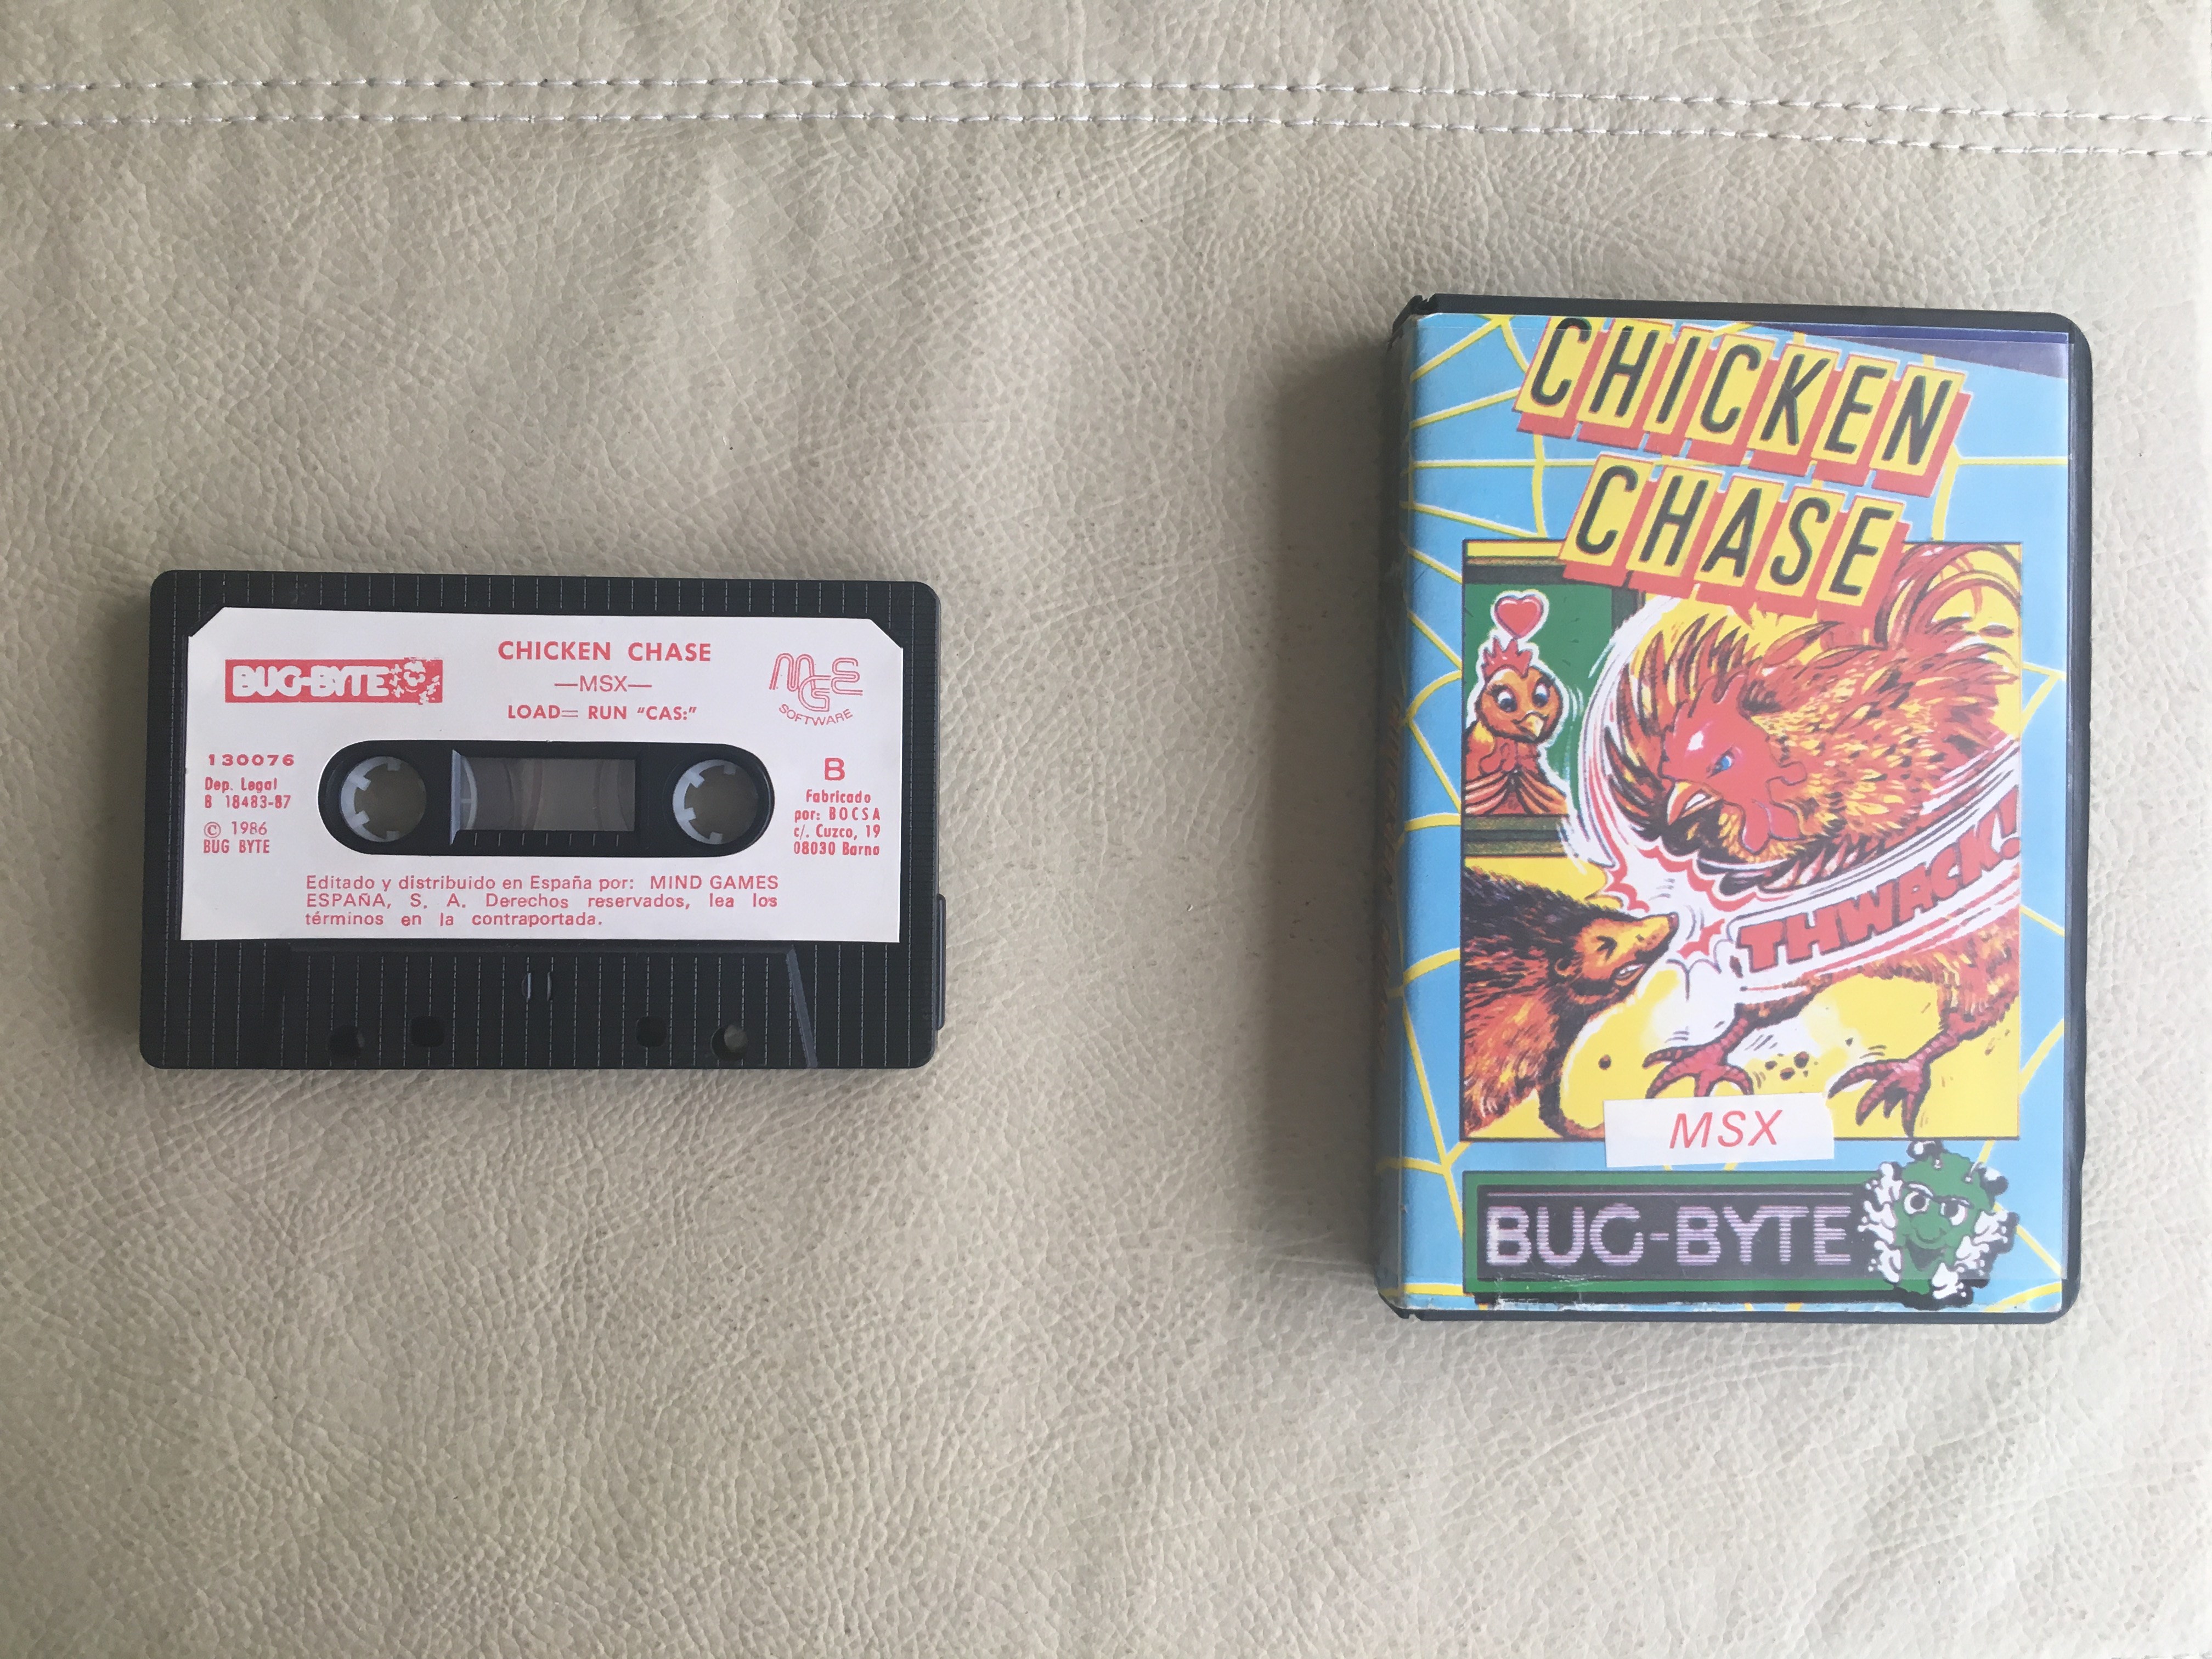 BUG-BYTE
CHICKEN CHASE
—MSX—
LOAD= RUN "CAS:"
MGE
SOFTWARE
130076
Dep. Legal
B 18483-87
© 1986
BUG BYTE
B
Fabricado
por: BOCSA
c/. Cuzco, 19
08030 Barna
Editado y distribuido en España por: MIND GAMES
ESPAÑA, S. A. Derechos reservados, lea los
términos en la contraportada.
CHICKEN
CHASE
THWACK!
MSX
BUG-BYTE